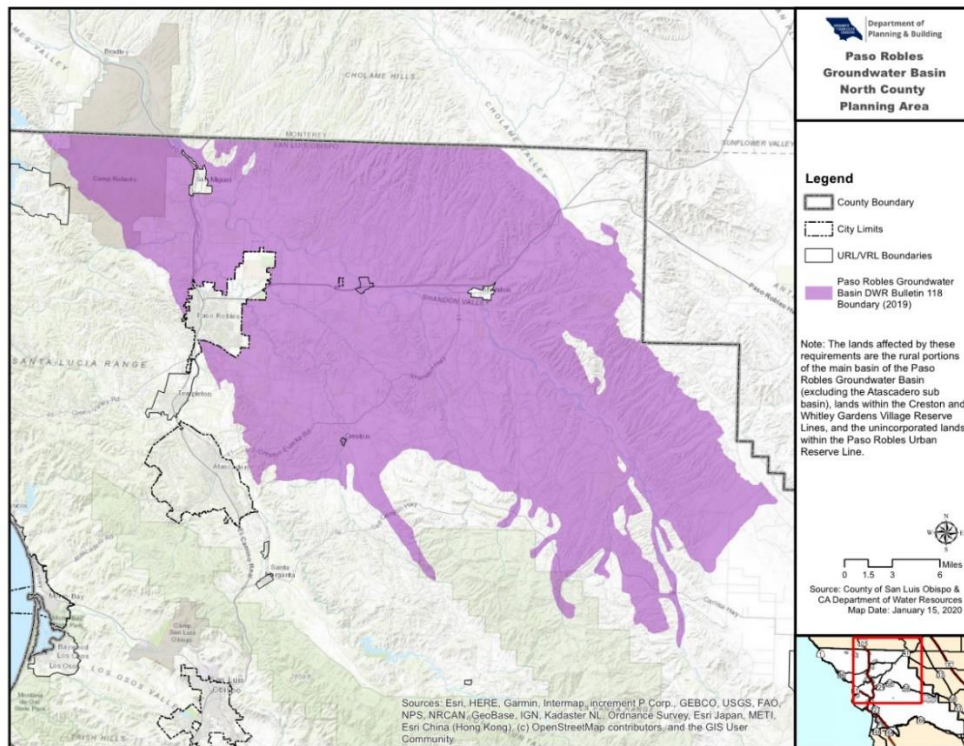 Department of
Planning & Building
Paso Robles
Groundwater Basin
North County
Planning Area
Legend
County Boundary
City Limits
URL/VRL Boundaries
Paso Robles Groundwater
Basin DWR Bulletin 118
Boundary (2019)
Note: The lands affected by these
requirements are the rural portions
of the main basin of the Paso
Robles Groundwater Basin
(excluding the Atascadero sub
basin), lands within the Creston and
Whitley Gardens Village Reserve
Lines, and the unincorporated lands
within the Paso Robles Urban
Reserve Line.
N
W
E
S
0 1.5 3 6
Miles
Source: County of San Luis Obispo &
CA Department of Water Resources
Map Date: January 15, 2020
Bradley
CHOLAME HILLS
CHOLAME VALLEY
MONTEREY
SAN LUIS OBISPO
SUNFLOWER VALLEY
Camp Roberts
San Miguel
Paso Robles
SANTA LUCIA RANGE
Templeton
Creston
Santa
Margarita
Morro Bay
Baywood
Los Osos
Camp
San Luis
Obispo
LOS OSOS VALLEY
Sources: Esri, HERE, Garmin, Intermap, increment P Corp., GEBCO, USGS, FAO,
NPS, NRCAN, GeoBase, IGN, Kadaster NL, Ordnance Survey, Esri Japan, METI,
Esri China (Hong Kong), (c) OpenStreetMap contributors, and the GIS User
Community